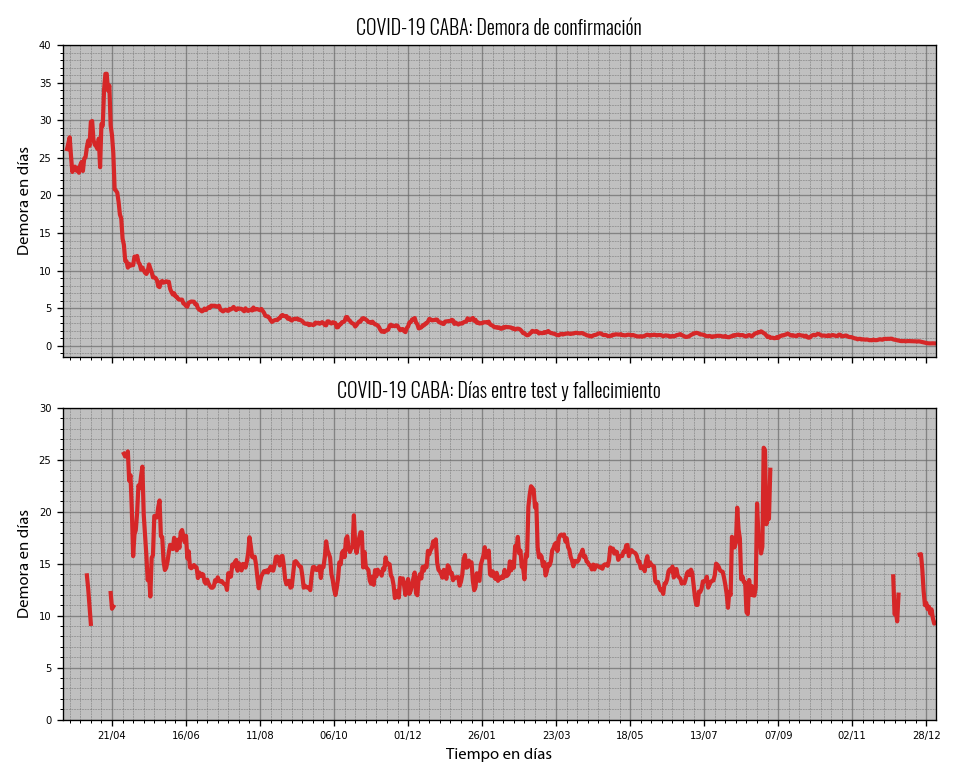 COVID-19 CABA: Demora de confirmación
40
35
30
25
20
15
10
5
0
Demora en días
COVID-19 CABA: Días entre test y fallecimiento
30
25
20
15
10
5
0
Demora en días
21/04 16/06 11/08 06/10 01/12 26/01 23/03 18/05 13/07 07/09 02/11 28/12
Tiempo en días